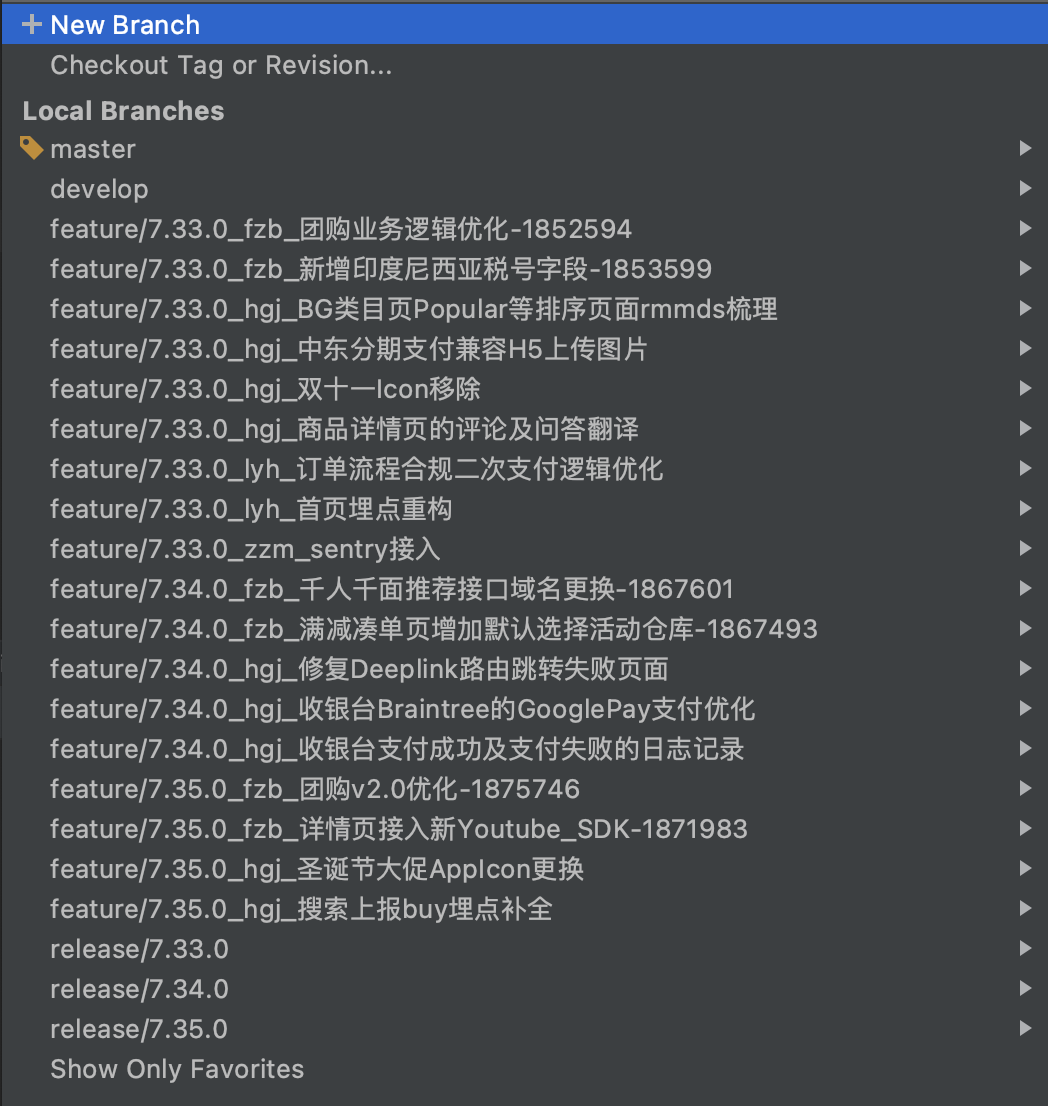 New Branch
Checkout Tag or Revision...
Local Branches
master
develop
feature/7.33.0_fzb_团购业务逻辑优化-1852594
feature/7.33.0_fzb_新增印度尼西亚税号字段-1853599
feature/7.33.0_hgj_BG类目页Popular等排序页面rmmds梳理
feature/7.33.0_hgj_中东分期支付兼容H5上传图片
feature/7.33.0_hgj_双十一Icon移除
feature/7.33.0_hgj_商品详情页的评论及问答翻译
feature/7.33.0_lyh_订单流程合规二次支付逻辑优化
feature/7.33.0_lyh_首页埋点重构
feature/7.33.0_zzm_sentry接入
feature/7.34.0_fzb_千人千面推荐接口域名更换-1867601
feature/7.34.0_fzb_满减凑单页增加默认选择活动仓库-1867493
feature/7.34.0_hgj_修复Deeplink路由跳转失败页面
feature/7.34.0_hgj_收银台Braintree的GooglePay支付优化
feature/7.34.0_hgj_收银台支付成功及支付失败的日志记录
feature/7.35.0_fzb_团购v2.0优化-1875746
feature/7.35.0_fzb_详情页接入新Youtube_SDK-1871983
feature/7.35.0_hgj_圣诞节大促AppIcon更换
feature/7.35.0_hgj_搜索上报buy埋点补全
release/7.33.0
release/7.34.0
release/7.35.0
Show Only Favorites